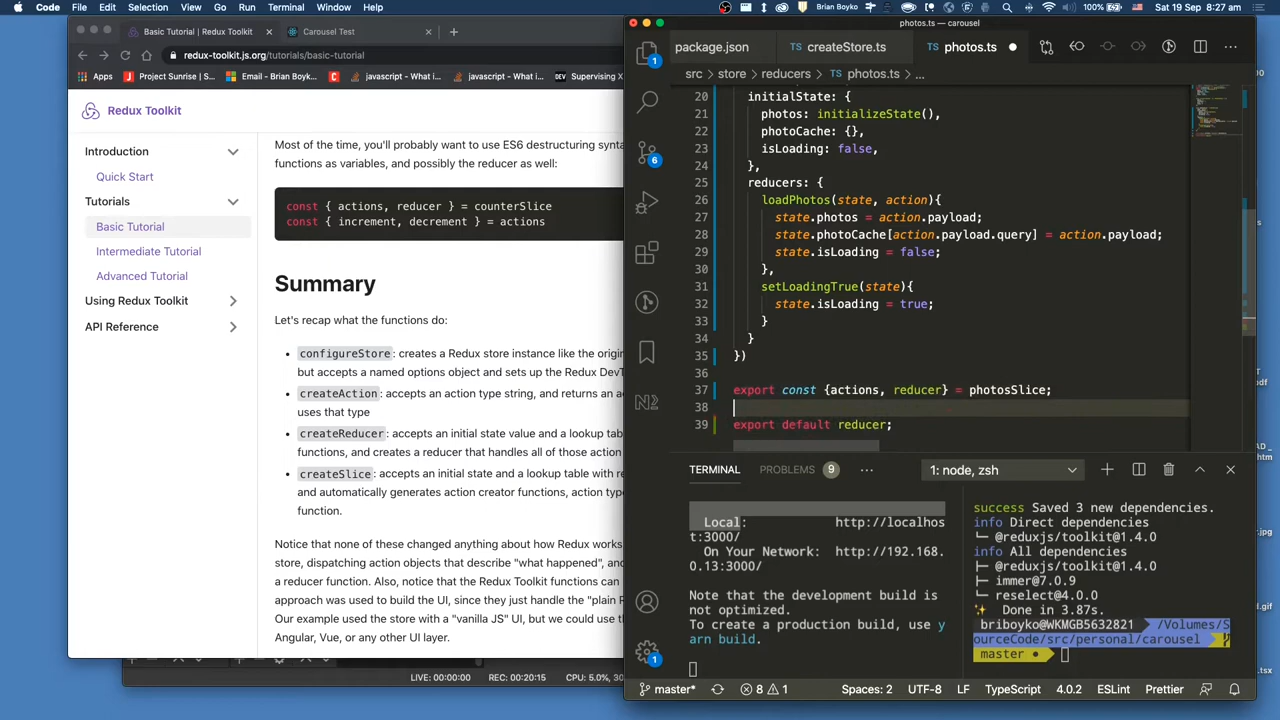 Code File Edit Selection View Go Run Terminal Window Help
Brian Boyko 100% Sat 19 Sep 8:27 am
Basic Tutorial | Redux Toolkit
Carousel Test
redux-toolkit.js.org/tutorials/basic-tutorial
Apps Project Sunrise | S... Email - Brian Boyk... javascript - What i... javascript - What i... Supervising X
Redux Toolkit
Introduction
Quick Start
Tutorials
Basic Tutorial
Intermediate Tutorial
Advanced Tutorial
Using Redux Toolkit
API Reference
Most of the time, you'll probably want to use ES6 destructuring synta
functions as variables, and possibly the reducer as well:
const { actions, reducer } = counterSlice
const { increment, decrement } = actions
Summary
Let's recap what the functions do:
configureStore: creates a Redux store instance like the origin
but accepts a named options object and sets up the Redux DevT
createAction: accepts an action type string, and returns an a
uses that type
createReducer: accepts an initial state value and a lookup tab
functions, and creates a reducer that handles all of those action
createSlice: accepts an initial state and a lookup table with re
and automatically generates action creator functions, action type
function.
Notice that none of these changed anything about how Redux works
store, dispatching action objects that describe "what happened", and
a reducer function. Also, notice that the Redux Toolkit functions can
approach was used to build the UI, since they just handle the "plain R
Our example used the store with a "vanilla JS" UI, but we could use th
Angular, Vue, or any other UI layer.
LIVE: 00:00:00 REC: 00:20:15 CPU: 5.0%, 30
photos.ts — carousel
package.json
TS createStore.ts
TS photos.ts
src > store > reducers > TS photos.ts > ...
20 initialState: {
21 photos: initializeState(),
22 photoCache: {},
23 isLoading: false,
24 },
25 reducers: {
26 loadPhotos(state, action){
27 state.photos = action.payload;
28 state.photoCache[action.payload.query] = action.payload;
29 state.isLoading = false;
30 },
31 setLoadingTrue(state){
32 state.isLoading = true;
33 }
34 }
35 })
36
37 export const {actions, reducer} = photosSlice;
38
39 export default reducer;
TERMINAL PROBLEMS 9 ... 1: node, zsh
Local: http://localhos
t:3000/
On Your Network: http://192.168.
0.13:3000/
Note that the development build is
not optimized.
To create a production build, use y
arn build.
success Saved 3 new dependencies.
info Direct dependencies
└─ @reduxjs/toolkit@1.4.0
info All dependencies
├─ @reduxjs/toolkit@1.4.0
├─ immer@7.0.9
└─ reselect@4.0.0
✨ Done in 3.87s.
briboyko@WKMGB5632821 /Volumes/S
ourceCode/src/personal/carousel
master ●
master* 8 1 Spaces: 2 UTF-8 LF TypeScript 4.0.2 ESLint Prettier